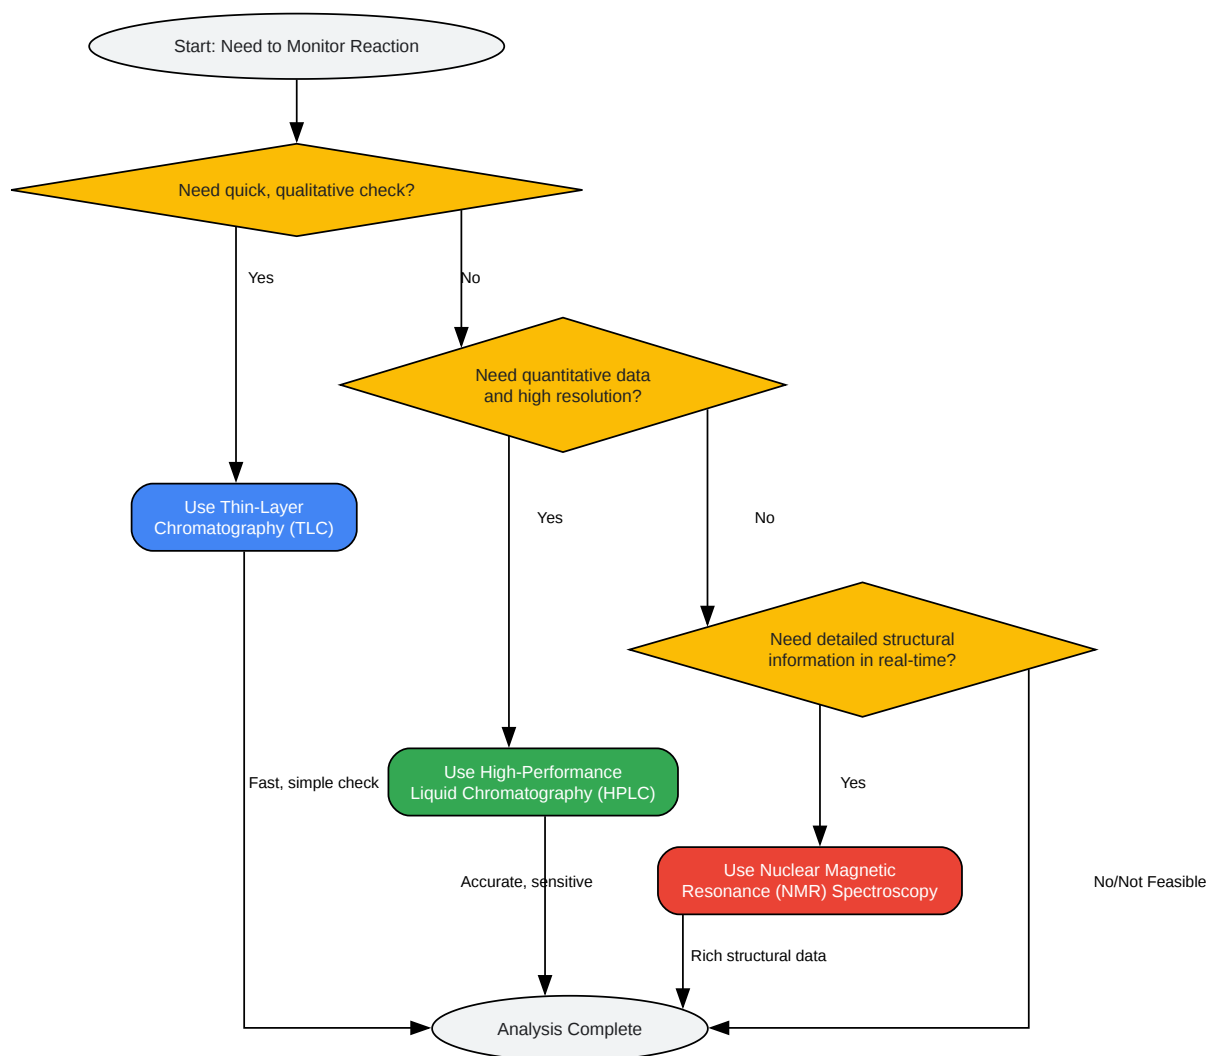 Start: Need to Monitor Reaction
Need quick, qualitative check?
Yes
No
Need quantitative data
and high resolution?
Use Thin-Layer
Chromatography (TLC)
Yes
No
Need detailed structural
information in real-time?
Fast, simple check
Use High-Performance
Liquid Chromatography (HPLC)
Yes
Accurate, sensitive
Use Nuclear Magnetic
Resonance (NMR) Spectroscopy
No/Not Feasible
Rich structural data
Analysis Complete